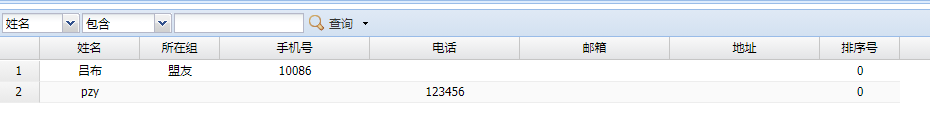 姓名 包含 查询
姓名 所在组 手机号 电话 邮箱 地址 排序号
1 吕布 盟友 10086 0
2 pzy 123456 0